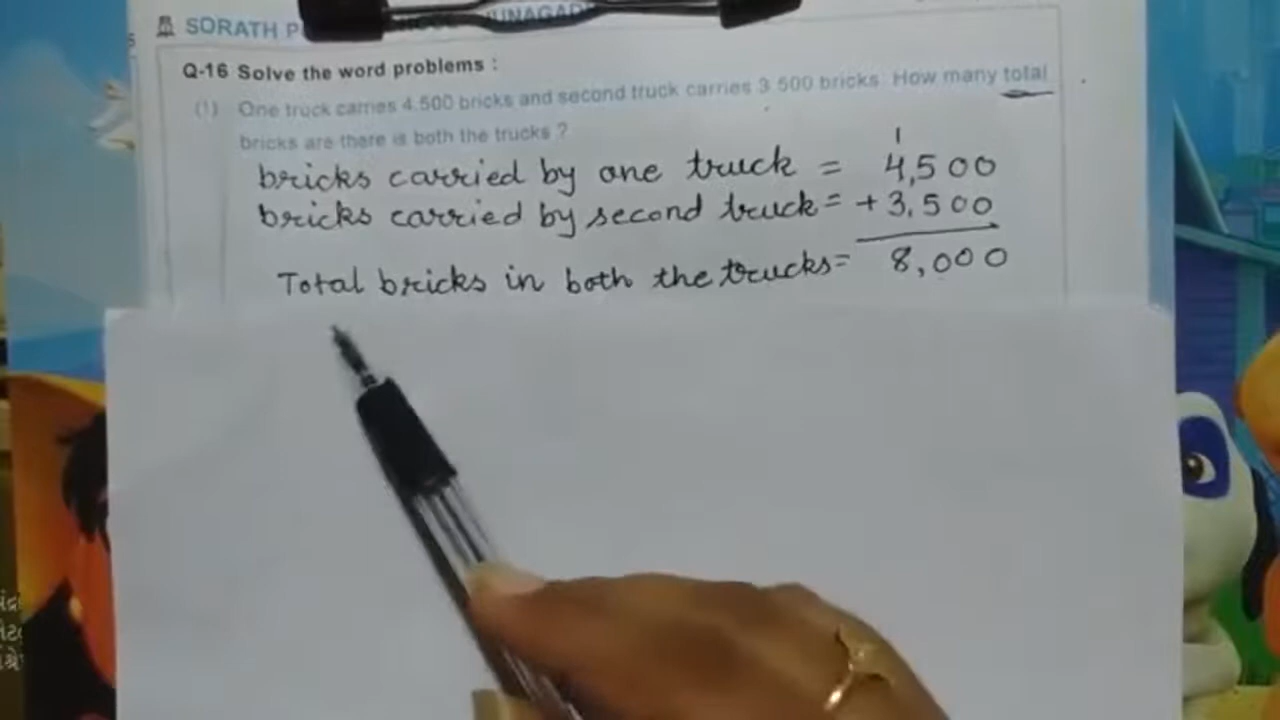 SORATH
UNAGAD
Q-16 Solve the word problems :
(1) One truck carries 4,500 bricks and second truck carries 3,500 bricks. How many total
bricks are there is both the trucks ?
1
bricks carried by one truck = 4,500
bricks carried by second truck = + 3,500
Total bricks in both the trucks = 8,000